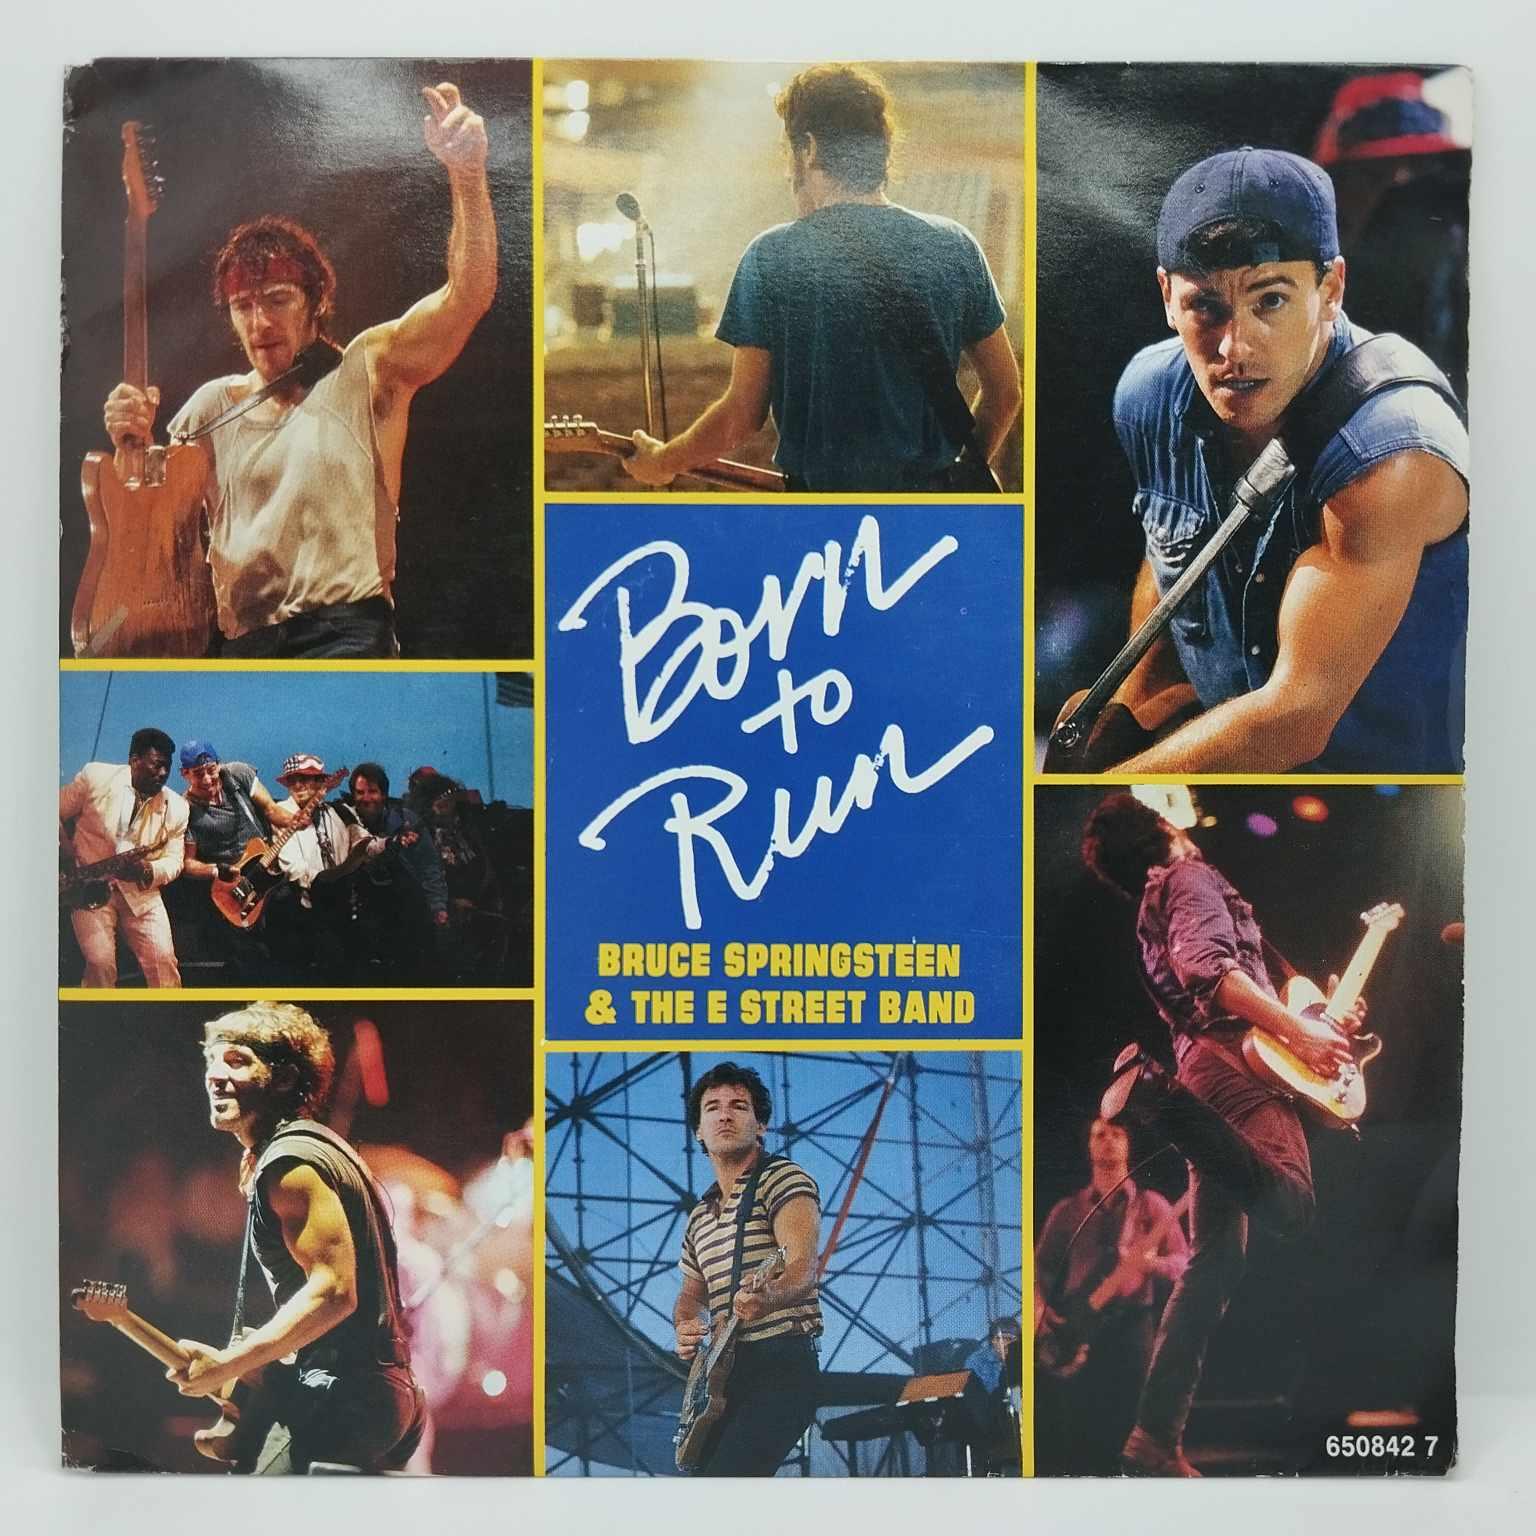 Born
to
Run
BRUCE SPRINGSTEEN
& THE E STREET BAND
650842 7